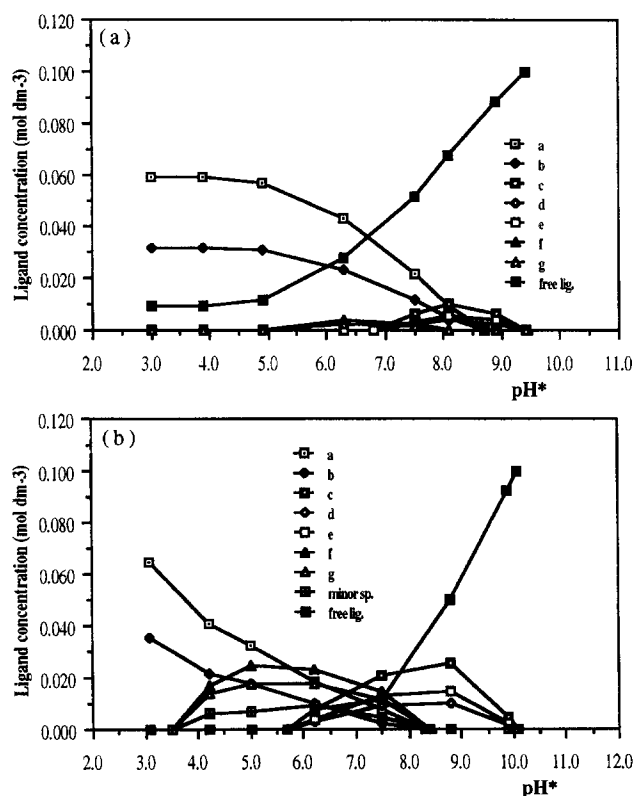 (a)
Ligand concentration (mol dm-3)
0.120
0.100
0.080
0.060
0.040
0.020
0.000
a
b
c
d
e
f
g
free lig.
2.0 3.0 4.0 5.0 6.0 7.0 8.0 9.0 10.0 11.0
pH*
(b)
Ligand concentration (mol dm-3)
0.120
0.100
0.080
0.060
0.040
0.020
0.000
a
b
c
d
e
f
g
minor sp.
free lig.
2.0 3.0 4.0 5.0 6.0 7.0 8.0 9.0 10.0 11.0 12.0
pH*